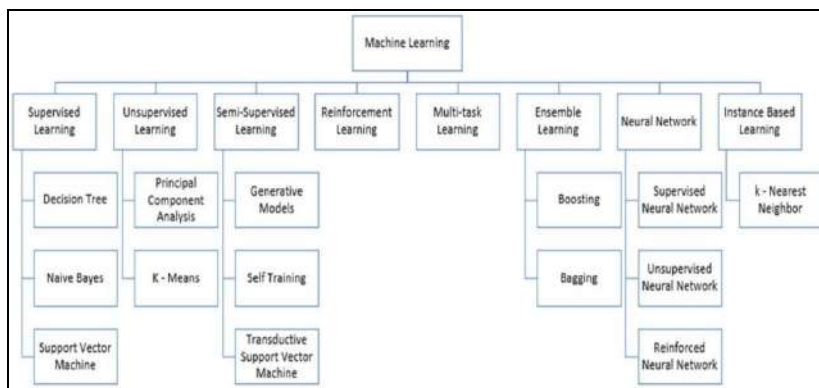 Machine Learning
Supervised
Learning
Unsupervised
Learning
Semi-Supervised
Learning
Reinforcement
Learning
Multi-task
Learning
Ensemble
Learning
Neural Network
Instance Based
Learning
Decision Tree
Principal
Component
Analysis
Generative
Models
Boosting
Supervised
Neural Network
k - Nearest
Neighbor
Naive Bayes
K - Means
Self Training
Bagging
Unsupervised
Neural Network
Support Vector
Machine
Transductive
Support Vector
Machine
Reinforced
Neural Network